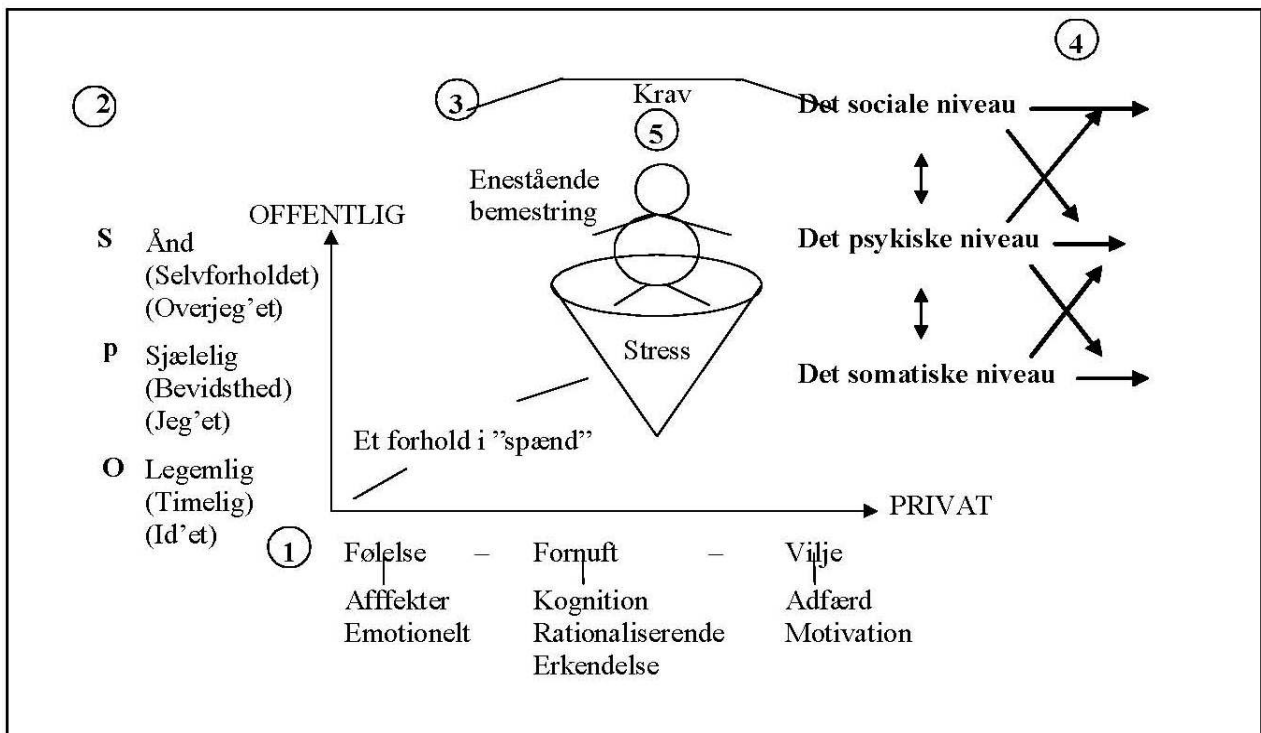 4
2
3
Krav
5
Det sociale niveau
Enestående
bemestring
OFFENTLIG
S Ånd
(Selvforholdet)
(Overjeg’et)
Det psykiske niveau
P Sjælelig
(Bevidsthed)
(Jeg’et)
Stress
Det somatiske niveau
Et forhold i ”spænd”
O Legemlig
(Timelig)
(Id’et)
PRIVAT
1
Følelse – Fornuft – Vilje
Afffekter Kognition Adfærd
Emotionelt Rationaliserende Motivation
Erkendelse